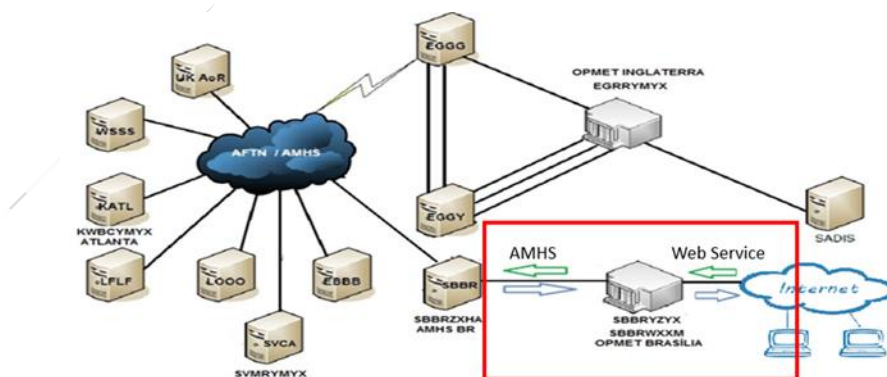 EGGG
UK AoR
OPMET INGLATERRA
EGRRYMYX
WSSS
AFTN / AMHS
KATL
KWBCYMYX
ATLANTA
EGGY
SADIS
LFLF
LOOO
EBBB
SBBR
SBBRZXHA
AMHS BR
AMHS
Web Service
Internet
SBBRYZYX
SBBRWXXM
OPMET BRASÍLIA
SVCA
SVMRYMYX